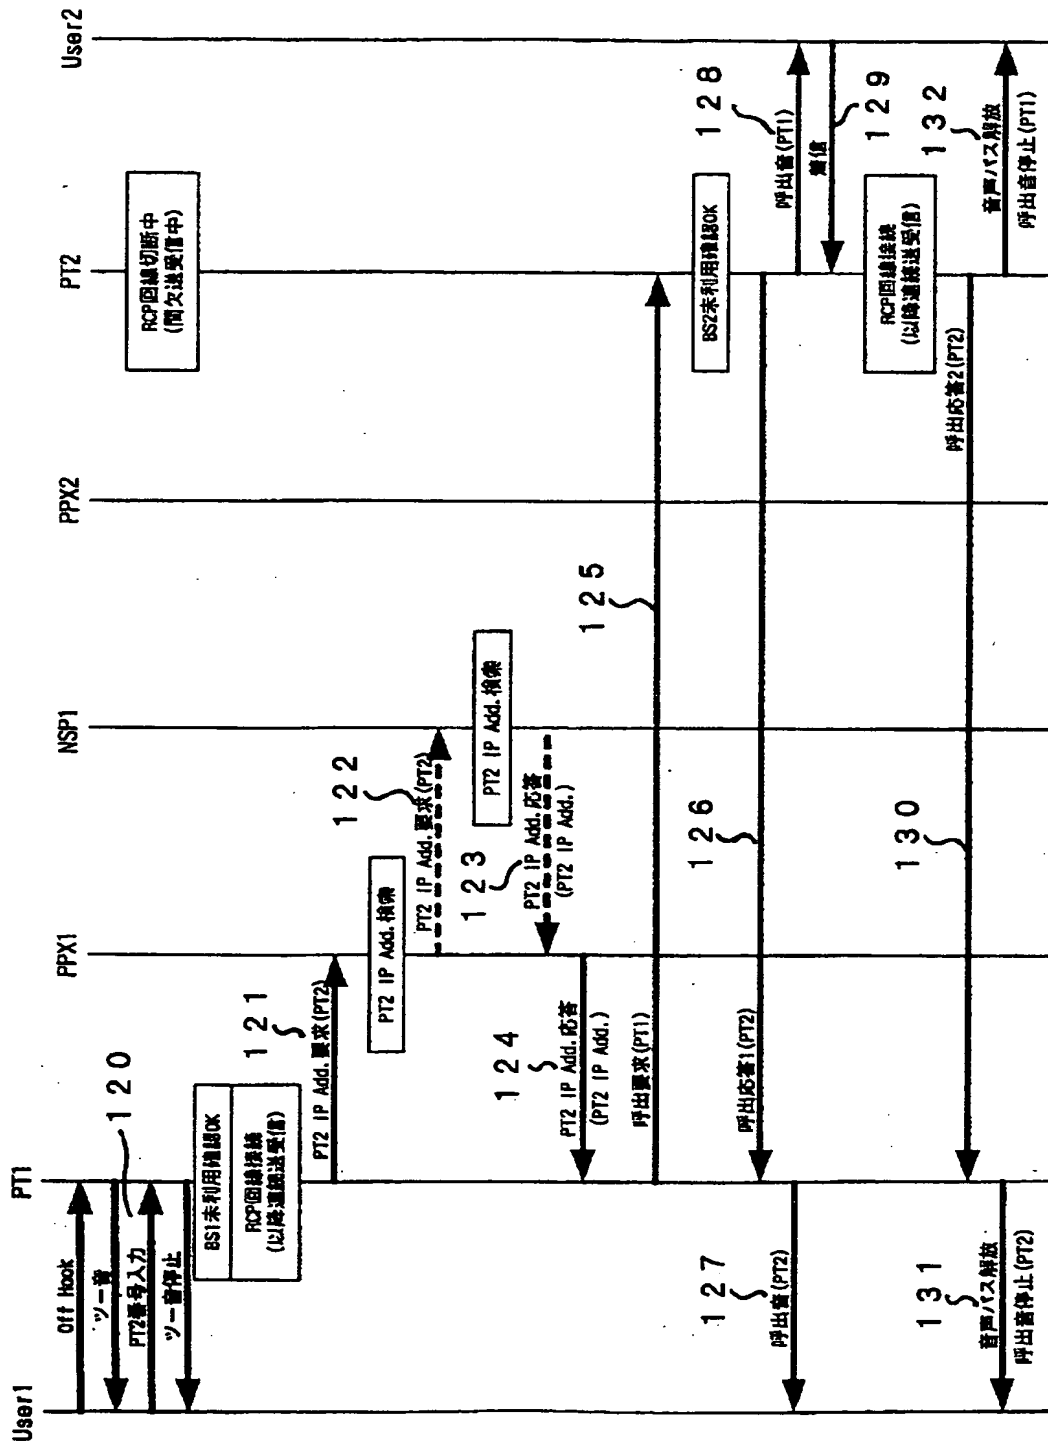 User1
PT1
PPX1
NSP1
PPX2
PT2
User2
Off Hook
ツー音
120
PT2番号入力
ツー音停止
RCP回線切断中
(間欠送受信中)
BS1未利用確認OK
RCP回線接続
(以降連続送受信)
121
PT2 IP Add.要求(PT2)
PT2 IP Add.検索
122
PT2 IP Add.要求(PT2)
PT2 IP Add.検索
123
PT2 IP Add.応答
(PT2 IP Add.)
124
PT2 IP Add.応答
(PT2 IP Add.)
125
呼出要求(PT1)
BS2未利用確認OK
126
呼出応答1(PT2)
127
呼出音(PT2)
128
呼出音(PT1)
着信
129
RCP回線接続
(以降連続送受信)
130
呼出応答2(PT2)
131
音声パス解放
呼出音停止(PT2)
132
音声パス解放
呼出音停止(PT1)